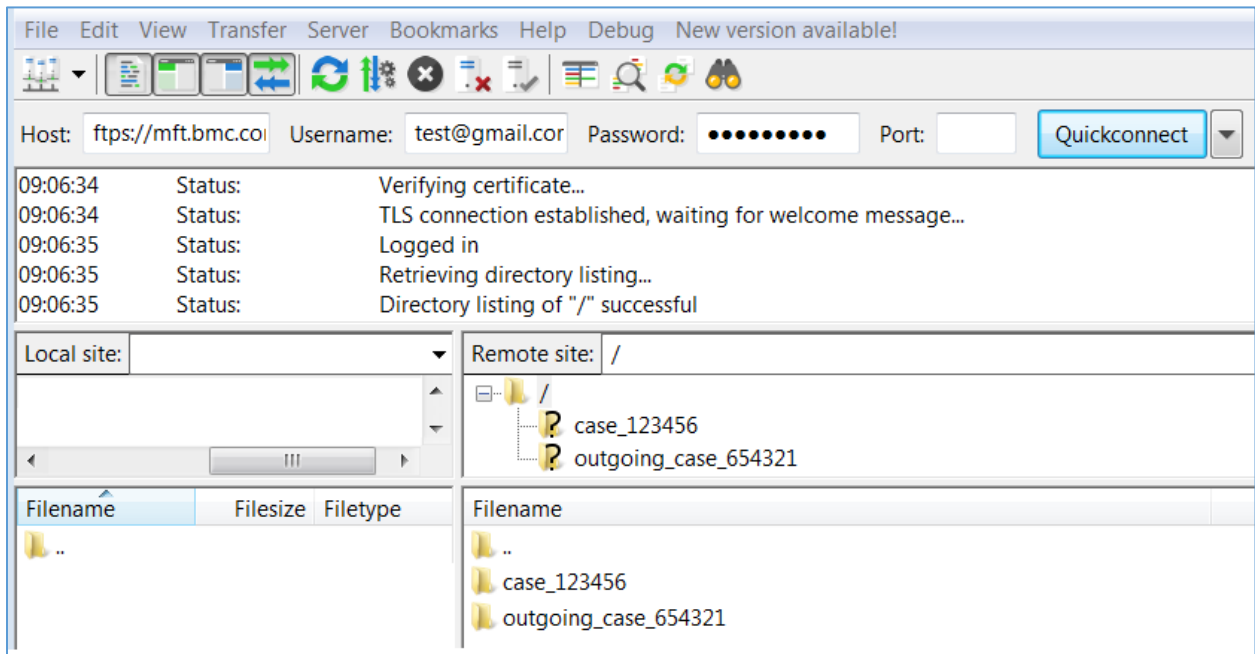 File Edit View Transfer Server Bookmarks Help Debug New version available!
Host: ftps://mft.bmc.co Username: test@gmail.co Password: ●●●●●●●●● Port: Quickconnect
09:06:34 Status: Verifying certificate...
09:06:34 Status: TLS connection established, waiting for welcome message...
09:06:35 Status: Logged in
09:06:35 Status: Retrieving directory listing...
09:06:35 Status: Directory listing of "/" successful
Local site:
Remote site: /
/
case_123456
outgoing_case_654321
Filename Filesize Filetype
..
Filename
..
case_123456
outgoing_case_654321